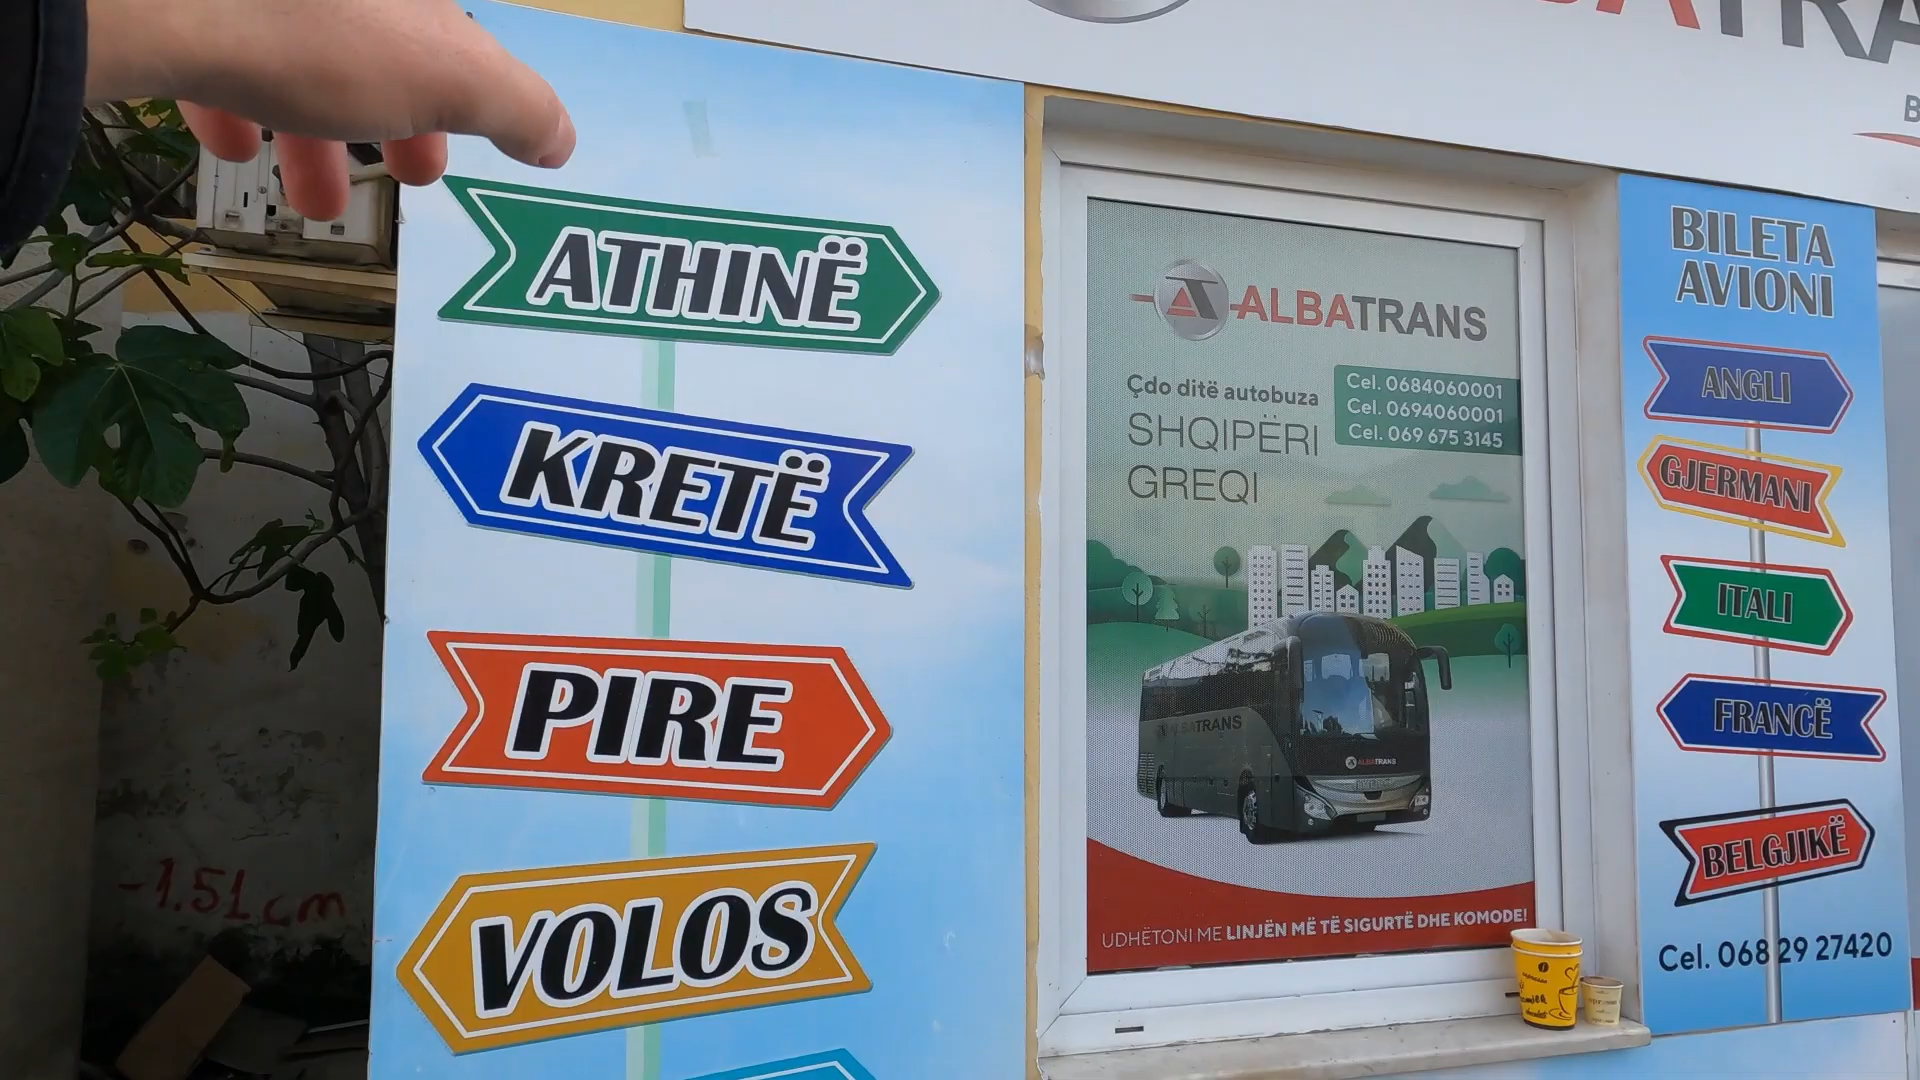 ATHINË
KRETË
PIRE
VOLOS
-1.51 cm
ALBATRANS
Çdo ditë autobuza
SHQIPËRI
GREQI
Cel. 0684060001
Cel. 0694060001
Cel. 069 675 3145
ALBATRANS
ALBATRANS
UDHËTONI ME LINJËN MË TË SIGURTË DHE KOMODE!
BILETA
AVIONI
ANGLI
GJERMANI
ITALI
FRANCË
BELGJIKË
Cel. 068 29 27420